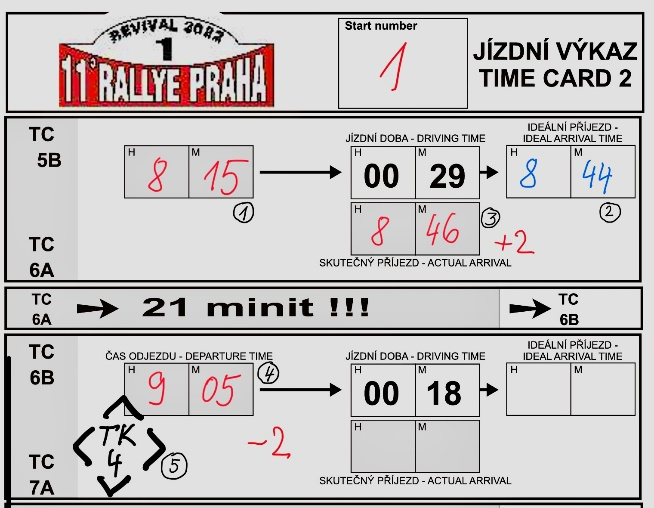 REVIVAL 2022
1
11° RALLYE PRAHA
Start number
1
JÍZDNÍ VÝKAZ
TIME CARD 2
TC
5B
H 8 M 15
①
JÍZDNÍ DOBA - DRIVING TIME
H 00 M 29
IDEÁLNÍ PŘÍJEZD -
IDEAL ARRIVAL TIME
H 8 M 44
②
TC
6A
H 8 M 46
③
+2
SKUTEČNÝ PŘÍJEZD - ACTUAL ARRIVAL
TC
6A
21 minit !!!
TC
6B
TC
6B
ČAS ODJEZDU - DEPARTURE TIME
H 9 M 05
④
JÍZDNÍ DOBA - DRIVING TIME
H 00 M 18
IDEÁLNÍ PŘÍJEZD -
IDEAL ARRIVAL TIME
H M
TK
4
⑤
-2
TC
7A
H M
SKUTEČNÝ PŘÍJEZD - ACTUAL ARRIVAL